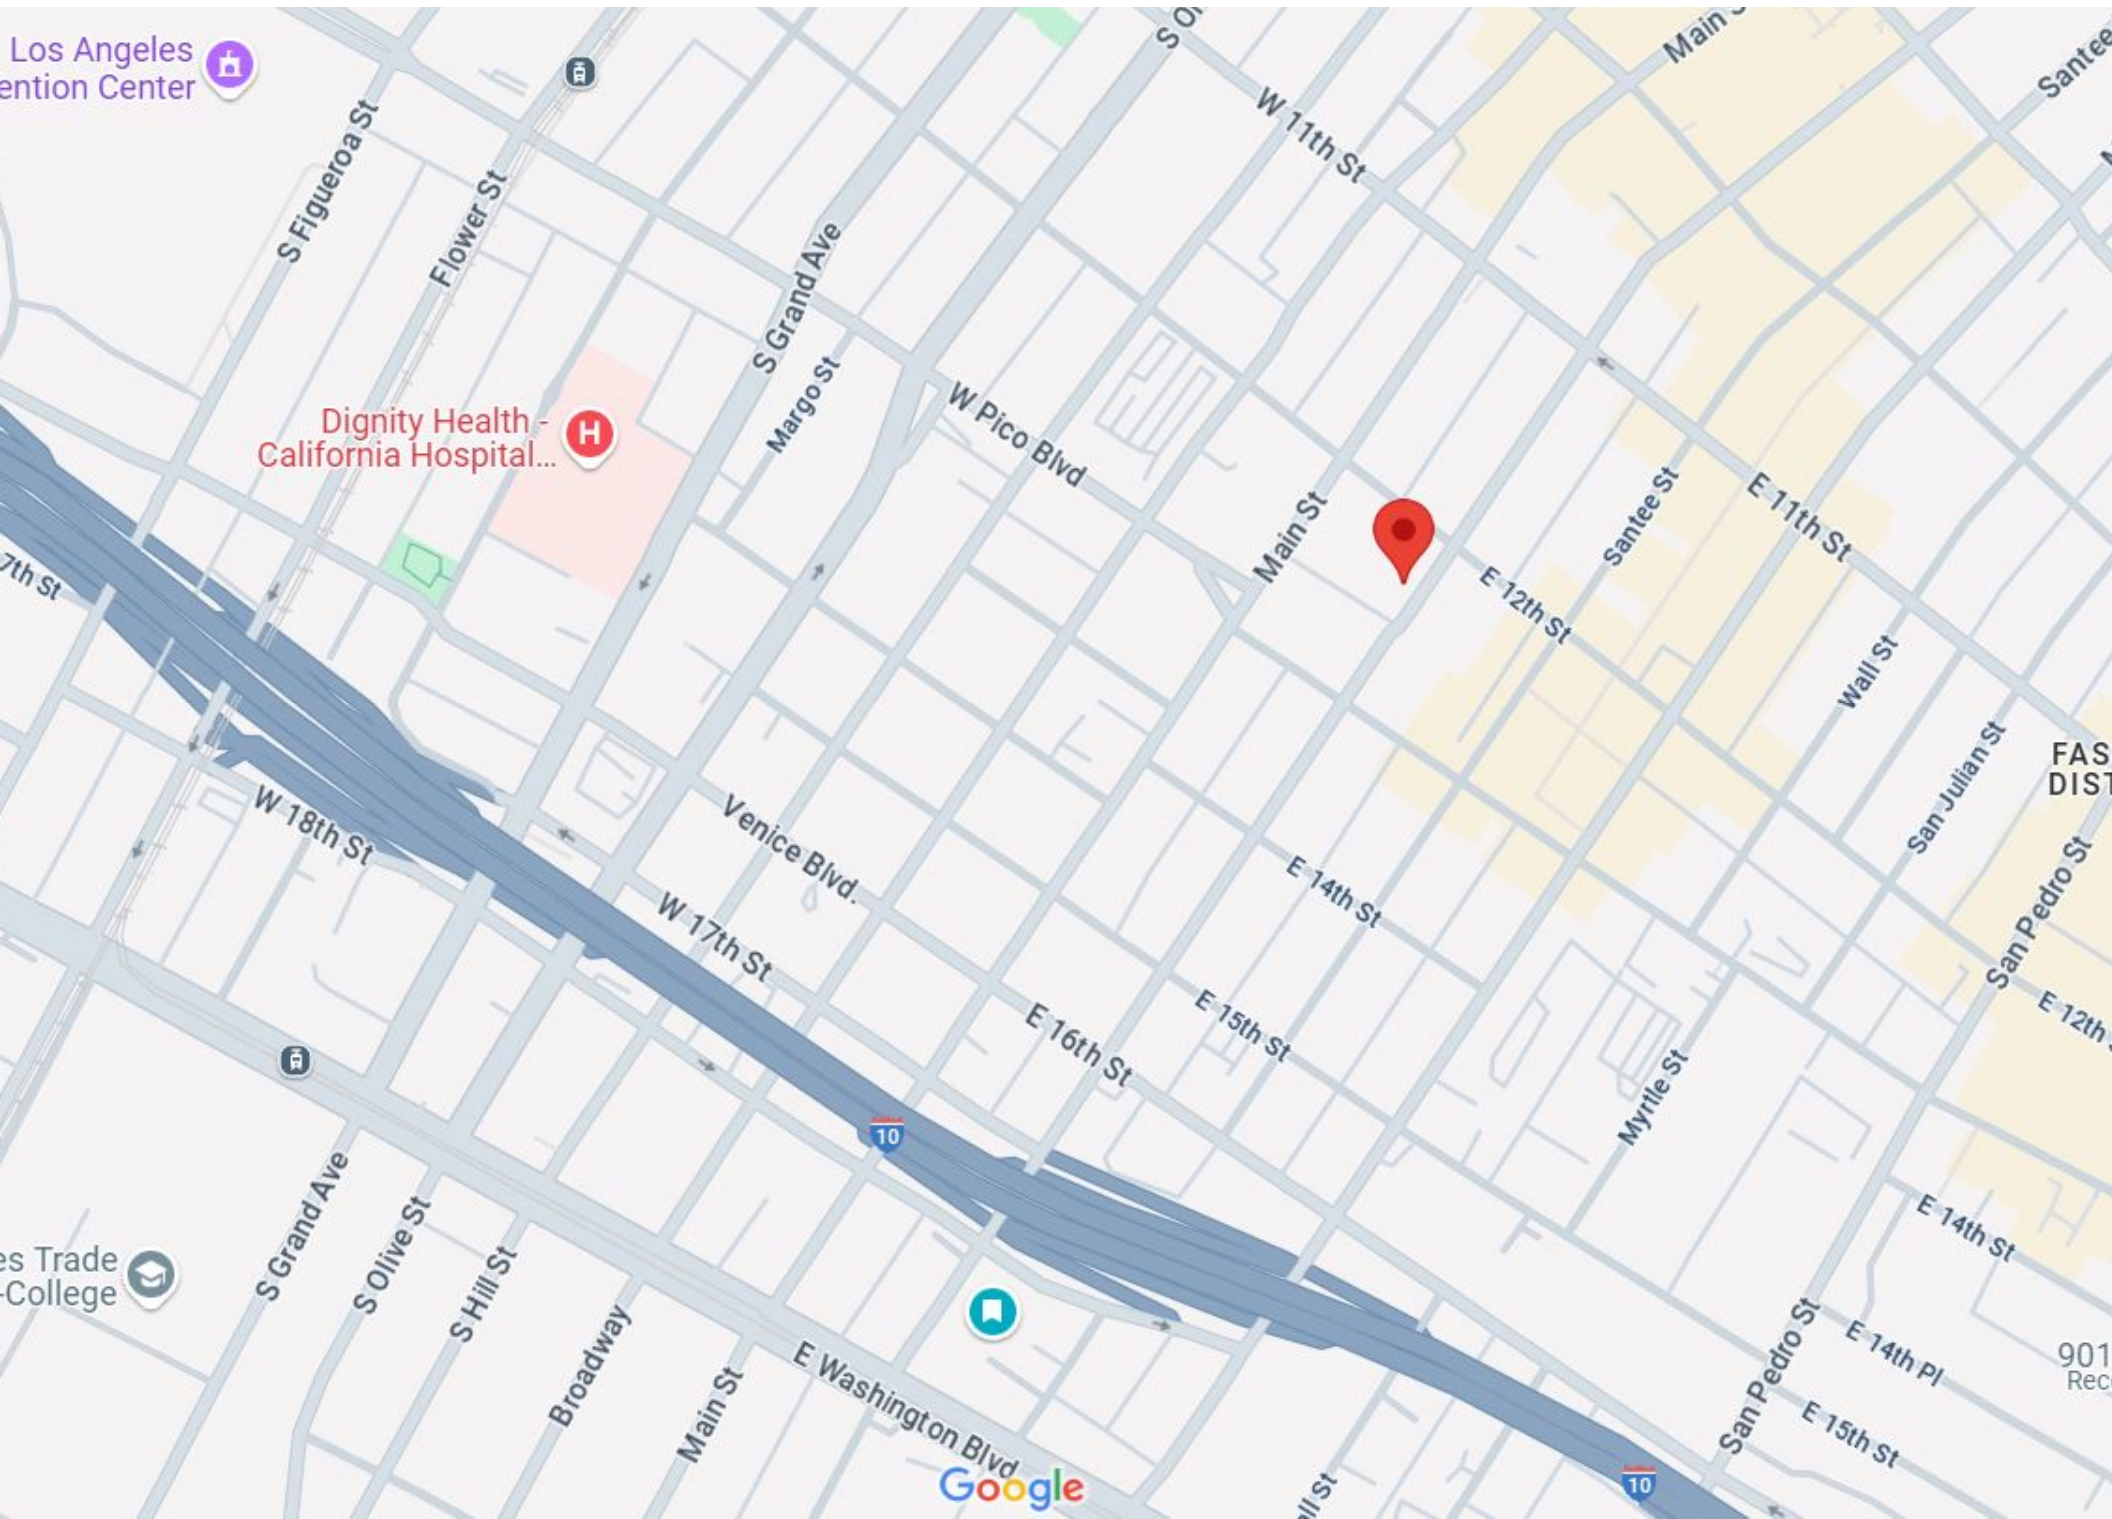 Los Angeles
ention Center
S Figueroa St
Flower St
S Grand Ave
Margo St
W 11th St
Main S
Santee
Dignity Health -
California Hospital...
H
W Pico Blvd
Main St
Santee St
E 11th St
E 12th St
Wall St
San Julian St
FAS
DIST
San Pedro St
E 12th
7th St
W 18th St
Venice Blvd.
W 17th St
E 14th St
E 15th St
E 16th St
Myrtle St
10
es Trade
-College
S Grand Ave
S Olive St
S Hill St
Broadway
Main St
E Washington Blvd
E 14th St
E 14th Pl
E 15th St
San Pedro St
901
Rec
10
all St
Google